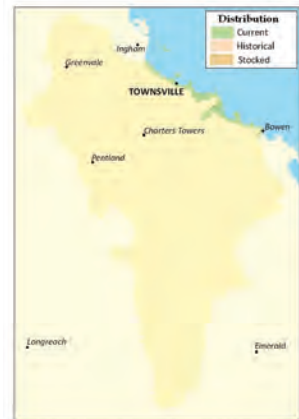 Distribution
Current
Historical
Stocked
Ingham
Greenvale
TOWNSVILLE
Charters Towers
Bowen
Pentland
Longreach
Emerald